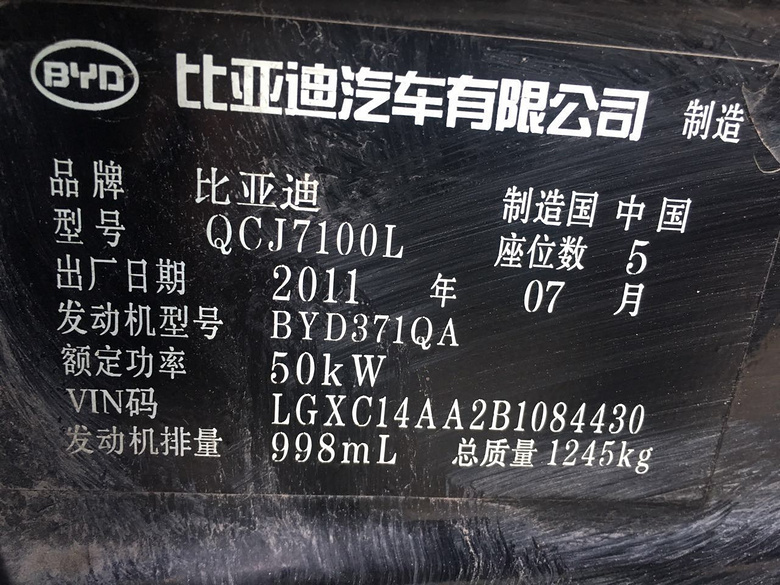 BYD 比亚迪汽车有限公司 制造
品牌 比亚迪 制造国 中国
型号 QCJ7100L 座位数 5
出厂日期 2011 年 07 月
发动机型号 BYD371QA
额定功率 50kW
VIN码 LGXC14AA2B1084430
发动机排量 998mL 总质量 1245kg